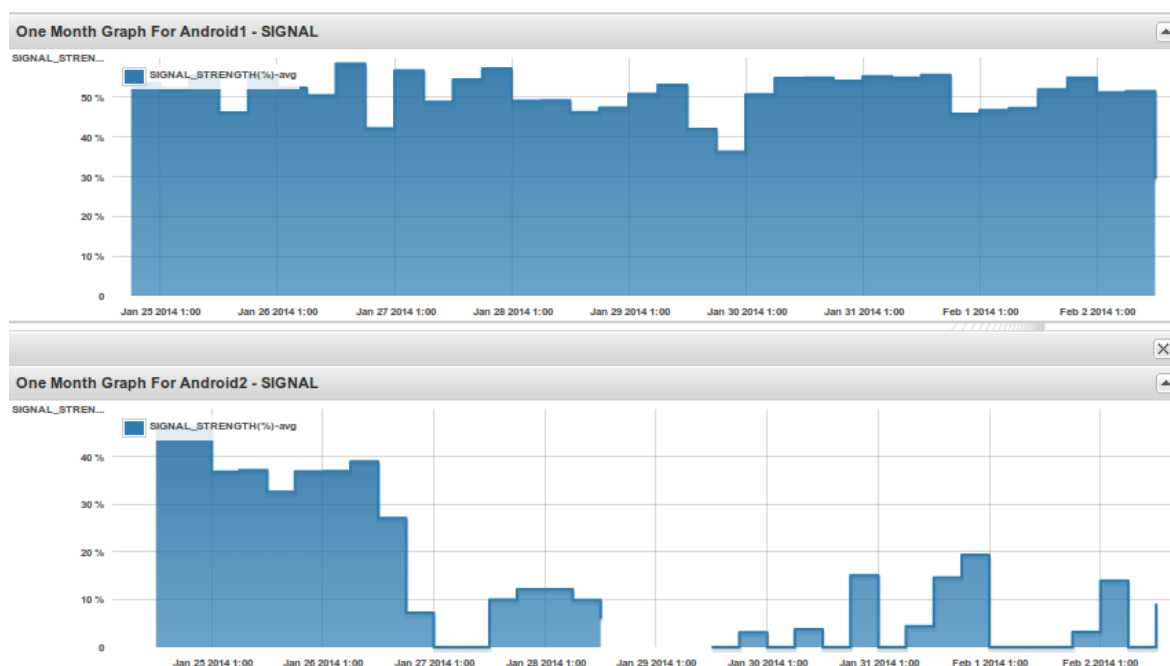 One Month Graph For Android1 - SIGNAL
SIGNAL_STREN...
SIGNAL_STRENGTH(%)-avg
50 %
40 %
30 %
20 %
10 %
0
Jan 25 2014 1:00 Jan 26 2014 1:00 Jan 27 2014 1:00 Jan 28 2014 1:00 Jan 29 2014 1:00 Jan 30 2014 1:00 Jan 31 2014 1:00 Feb 1 2014 1:00 Feb 2 2014 1:00
One Month Graph For Android2 - SIGNAL
SIGNAL_STREN...
SIGNAL_STRENGTH(%)-avg
40 %
30 %
20 %
10 %
0
Jan 25 2014 1:00 Jan 26 2014 1:00 Jan 27 2014 1:00 Jan 28 2014 1:00 Jan 29 2014 1:00 Jan 30 2014 1:00 Jan 31 2014 1:00 Feb 1 2014 1:00 Feb 2 2014 1:00